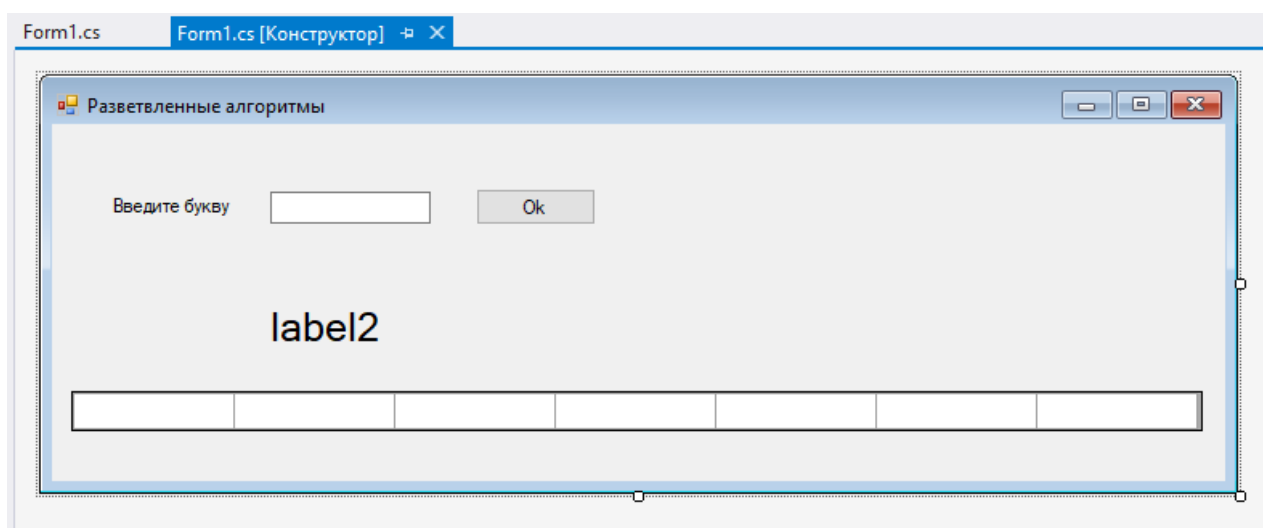 Form1.cs Form1.cs [Конструктор]
Разветвленные алгоритмы
Введите букву Ok
label2